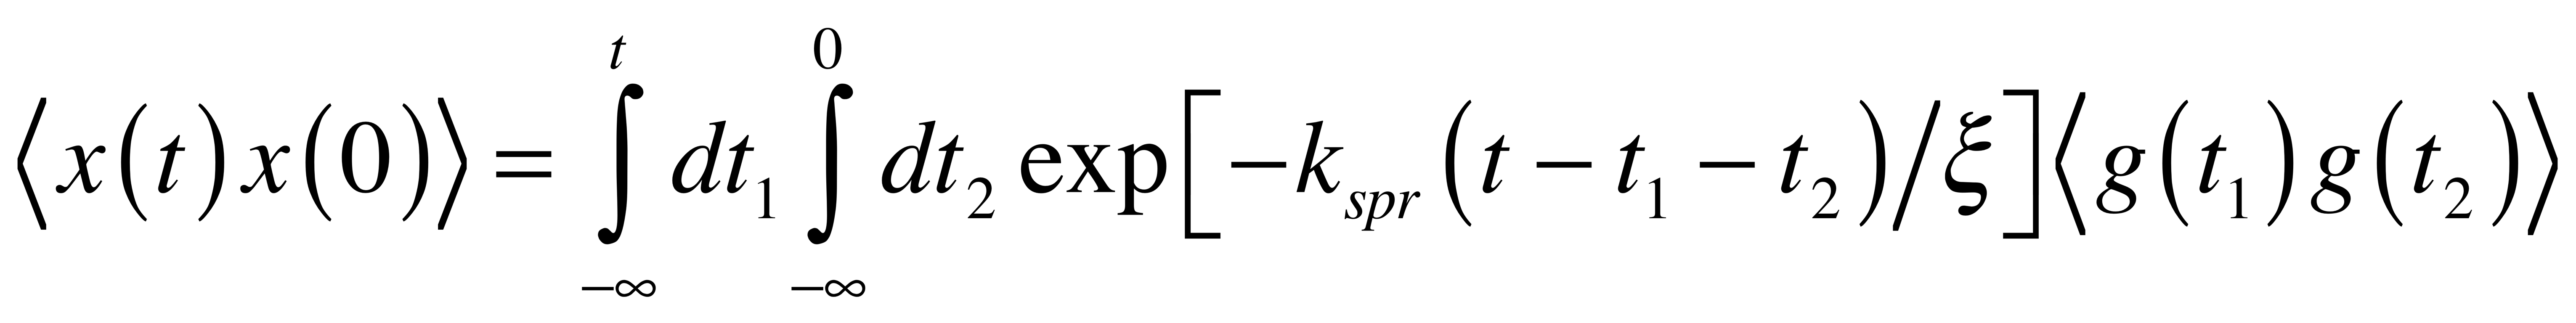 ⟨x(t)x(0)⟩ = ∫_{−∞}^{t} dt₁ ∫_{−∞}^{0} dt₂ exp[−k_{spr}(t − t₁ − t₂)/ξ]⟨g(t₁)g(t₂)⟩